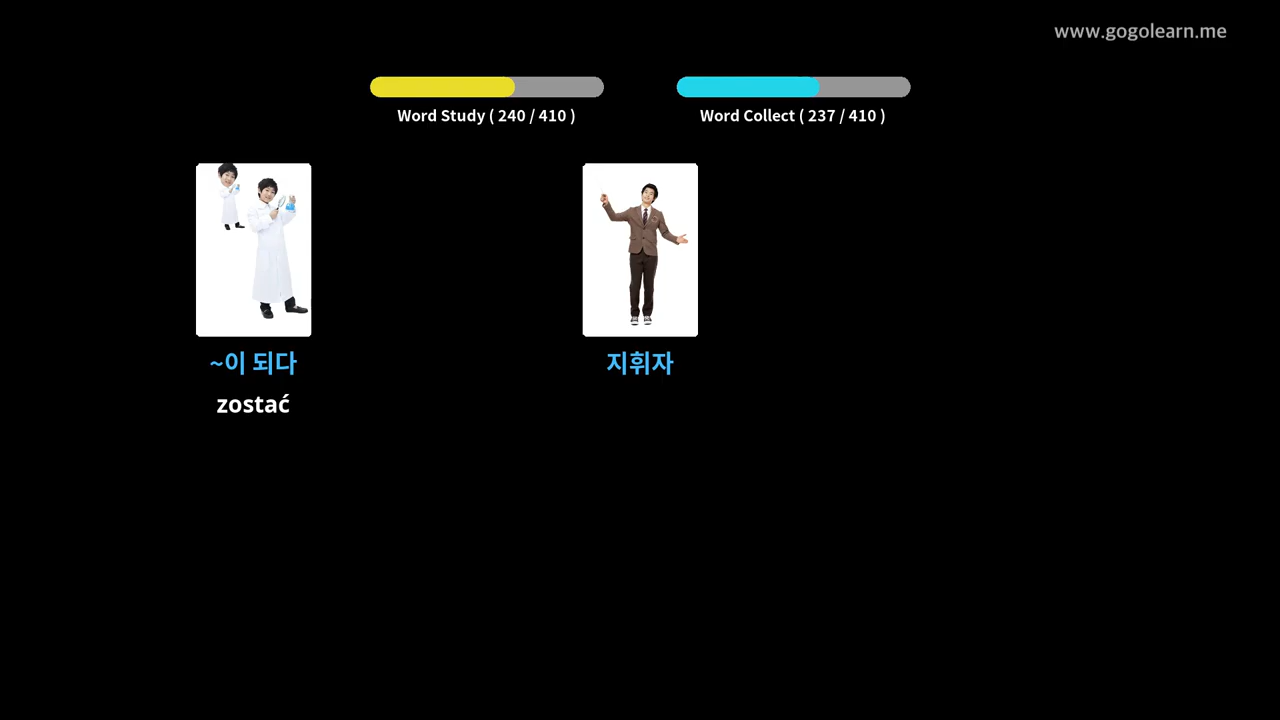 www.gogolearn.me
Word Study ( 240 / 410 )
Word Collect ( 237 / 410 )
~이 되다
지휘자
zostać